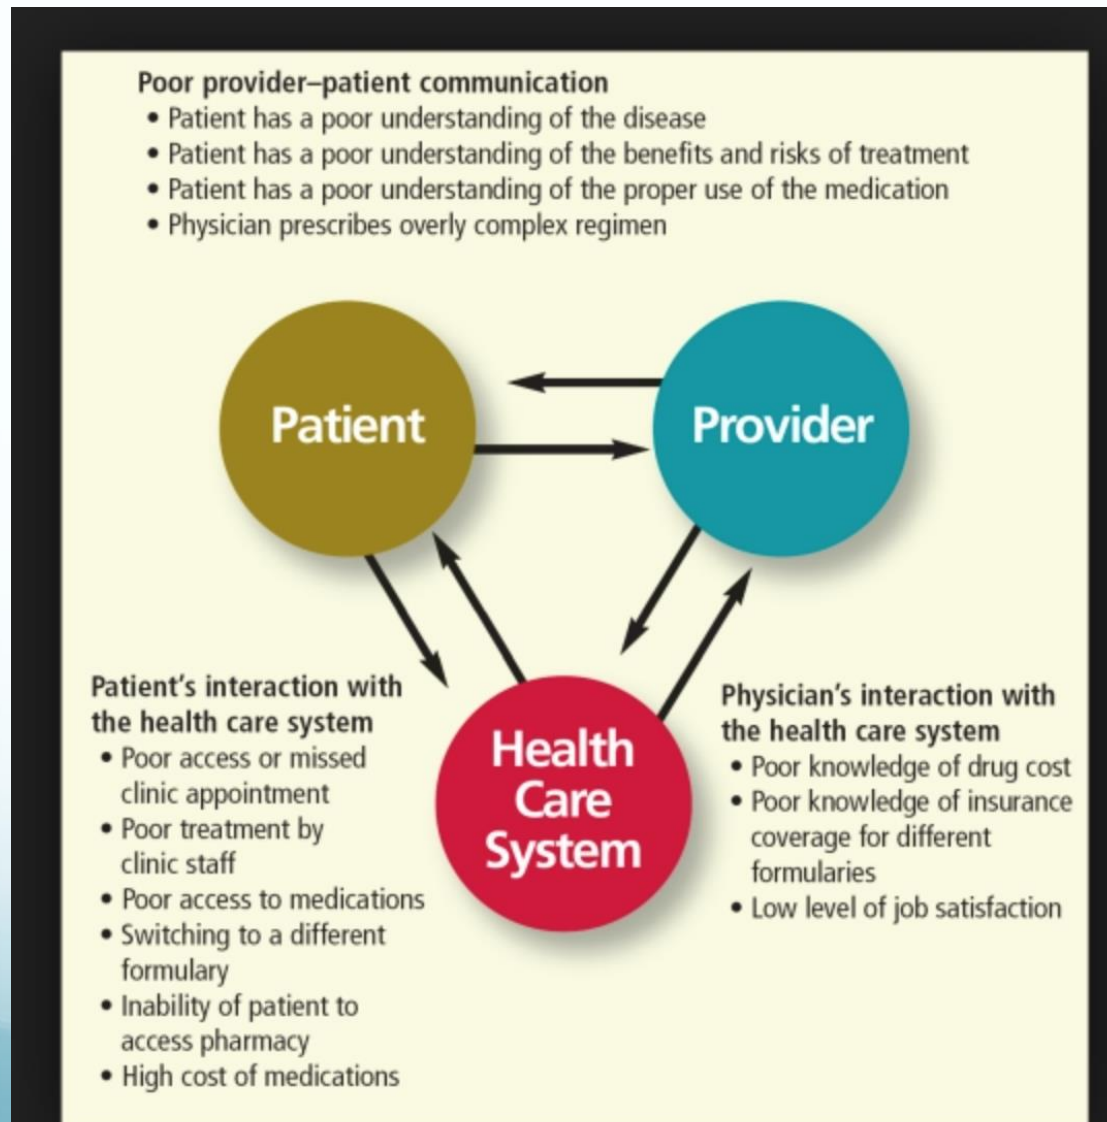 Poor provider–patient communication
• Patient has a poor understanding of the disease
• Patient has a poor understanding of the benefits and risks of treatment
• Patient has a poor understanding of the proper use of the medication
• Physician prescribes overly complex regimen
Patient
Provider
Health
Care
System
Patient’s interaction with
the health care system
• Poor access or missed
clinic appointment
• Poor treatment by
clinic staff
• Poor access to medications
• Switching to a different
formulary
• Inability of patient to
access pharmacy
• High cost of medications
Physician’s interaction with
the health care system
• Poor knowledge of drug cost
• Poor knowledge of insurance
coverage for different
formularies
• Low level of job satisfaction